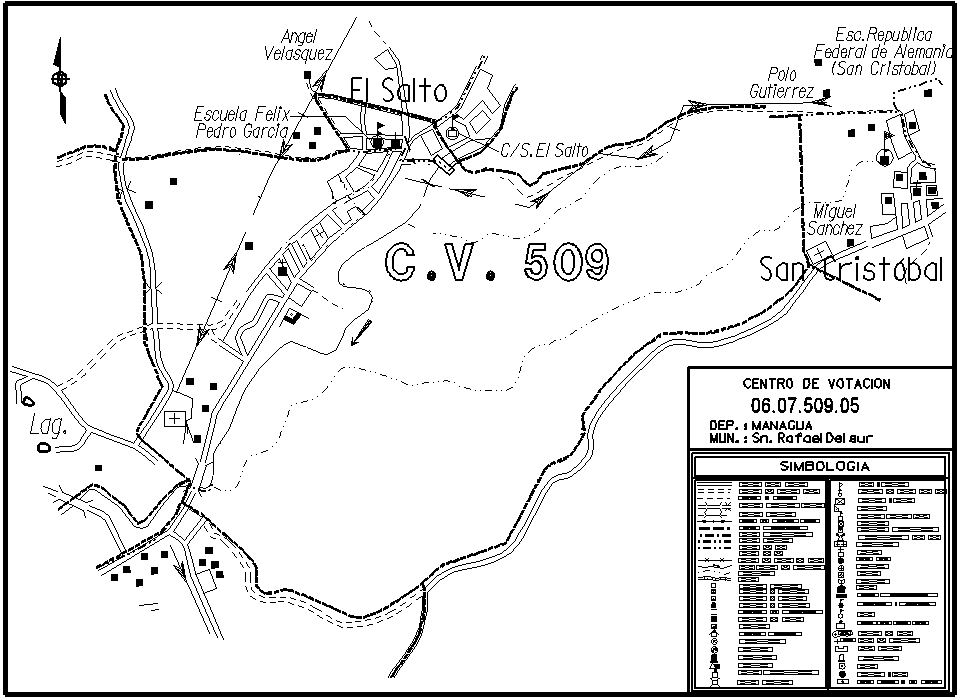 Angel
Velasquez
Esc.Republica
Federal de Alemania
(San Cristobal)
El Salto
Polo
Gutierrez
Escuela Felix
Pedro Garcia
C/S.El Salto
Miguel
Sanchez
C.V. 509
San Cristobal
Lag.
CENTRO DE VOTACION
06.07.509.05
DEP. : MANAGUA
MUN. : Sn. Rafael Del sur
SIMBOLOGIA